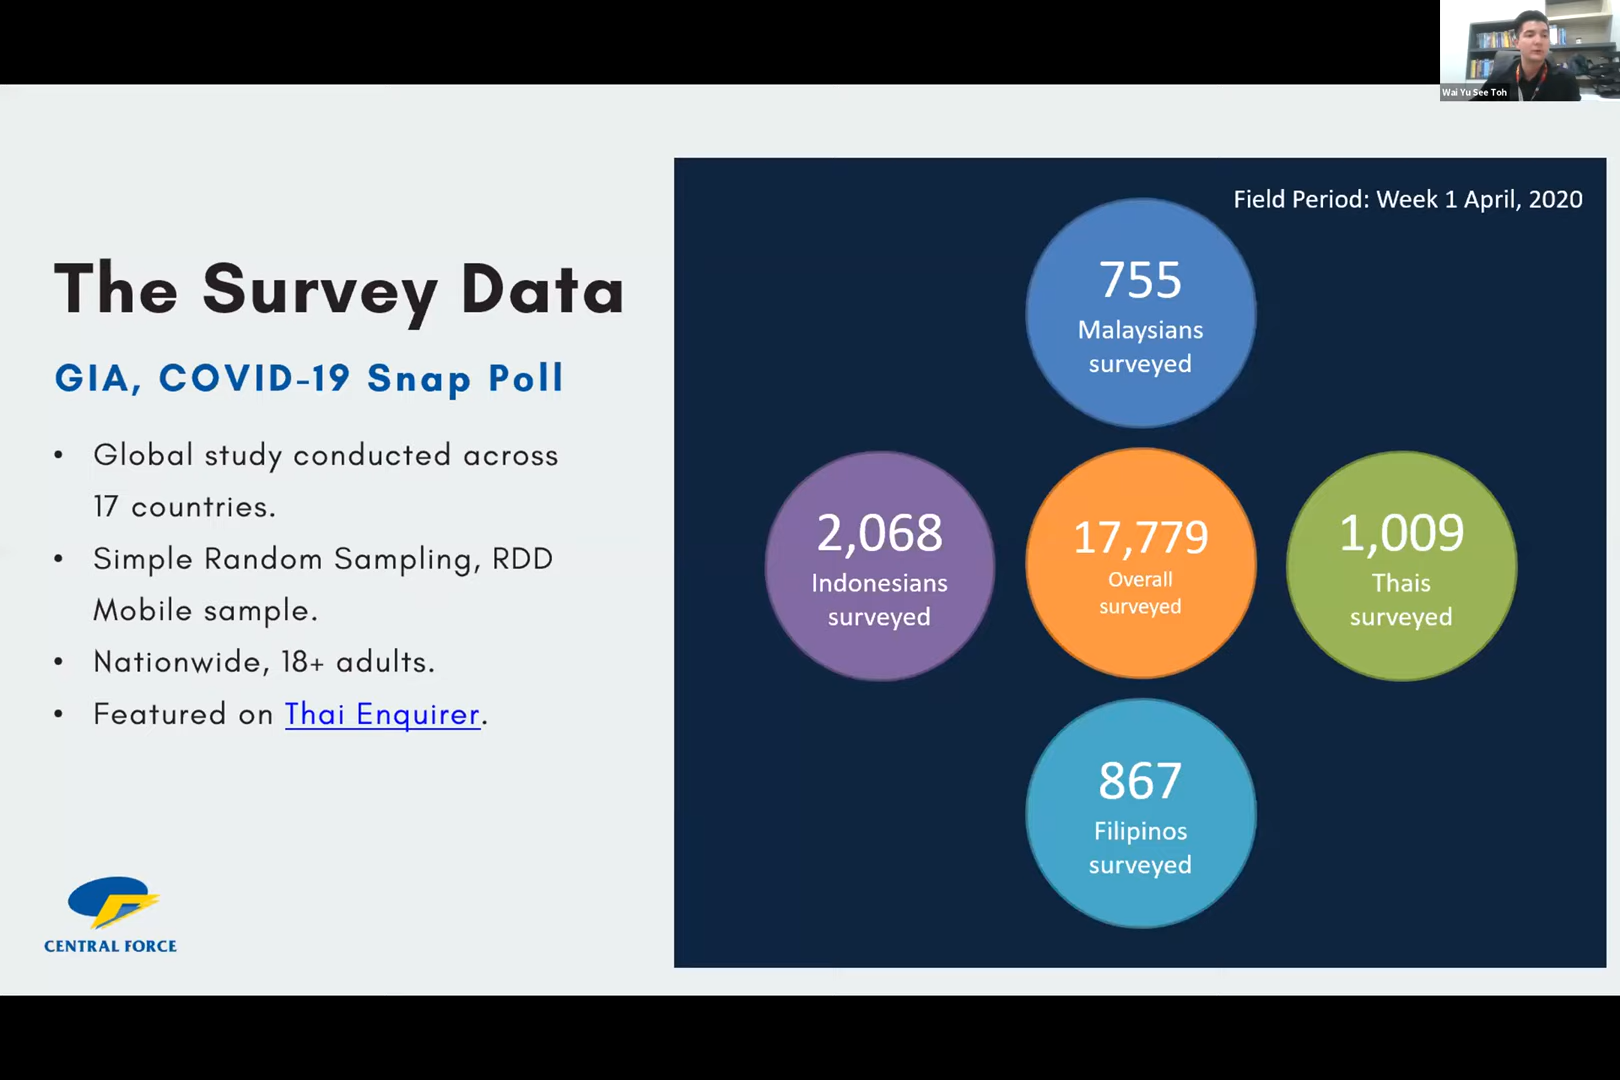 Wai Yu See Toh
The Survey Data
GIA, COVID-19 Snap Poll
• Global study conducted across
17 countries.
• Simple Random Sampling, RDD
Mobile sample.
• Nationwide, 18+ adults.
• Featured on Thai Enquirer.
CENTRAL FORCE
Field Period: Week 1 April, 2020
755
Malaysians
surveyed
2,068
Indonesians
surveyed
17,779
Overall
surveyed
1,009
Thais
surveyed
867
Filipinos
surveyed